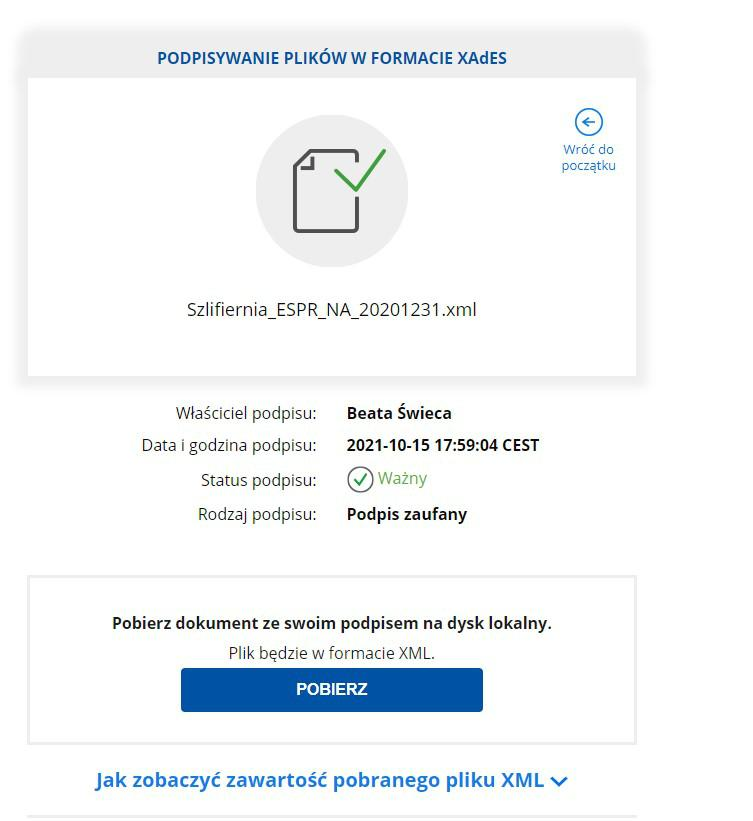 PODPISYWANIE PLIKÓW W FORMACIE XAdES
Wróć do
początku
Szlifiernia_ESPR_NA_20201231.xml
Właściciel podpisu: Beata Świeca
Data i godzina podpisu: 2021-10-15 17:59:04 CEST
Status podpisu: Ważny
Rodzaj podpisu: Podpis zaufany
Pobierz dokument ze swoim podpisem na dysk lokalny.
Plik będzie w formacie XML.
POBIERZ
Jak zobaczyć zawartość pobranego pliku XML